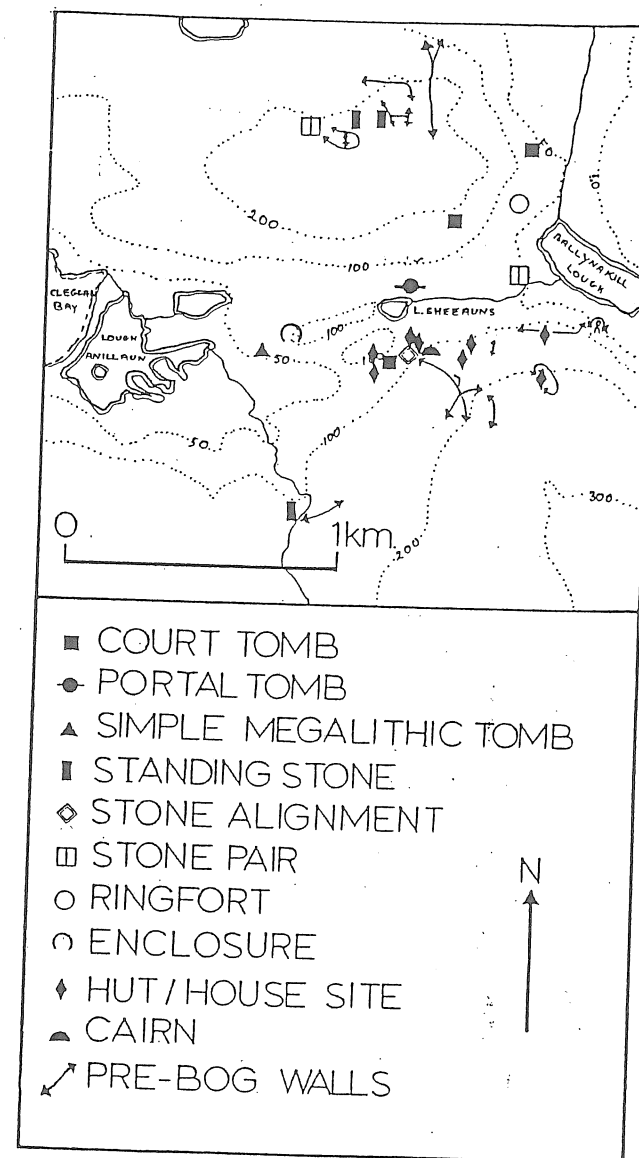 200
100
BALLYNAKILL
LOUGH
CLEGGAN
BAY
LOUGH
ANILLAUN
L. SHEEAUNS
100
50
50
100
200
300
0
1km
COURT TOMB
PORTAL TOMB
SIMPLE MEGALITHIC TOMB
STANDING STONE
STONE ALIGNMENT
STONE PAIR
RINGFORT
ENCLOSURE
HUT/HOUSE SITE
CAIRN
PRE-BOG WALLS
N